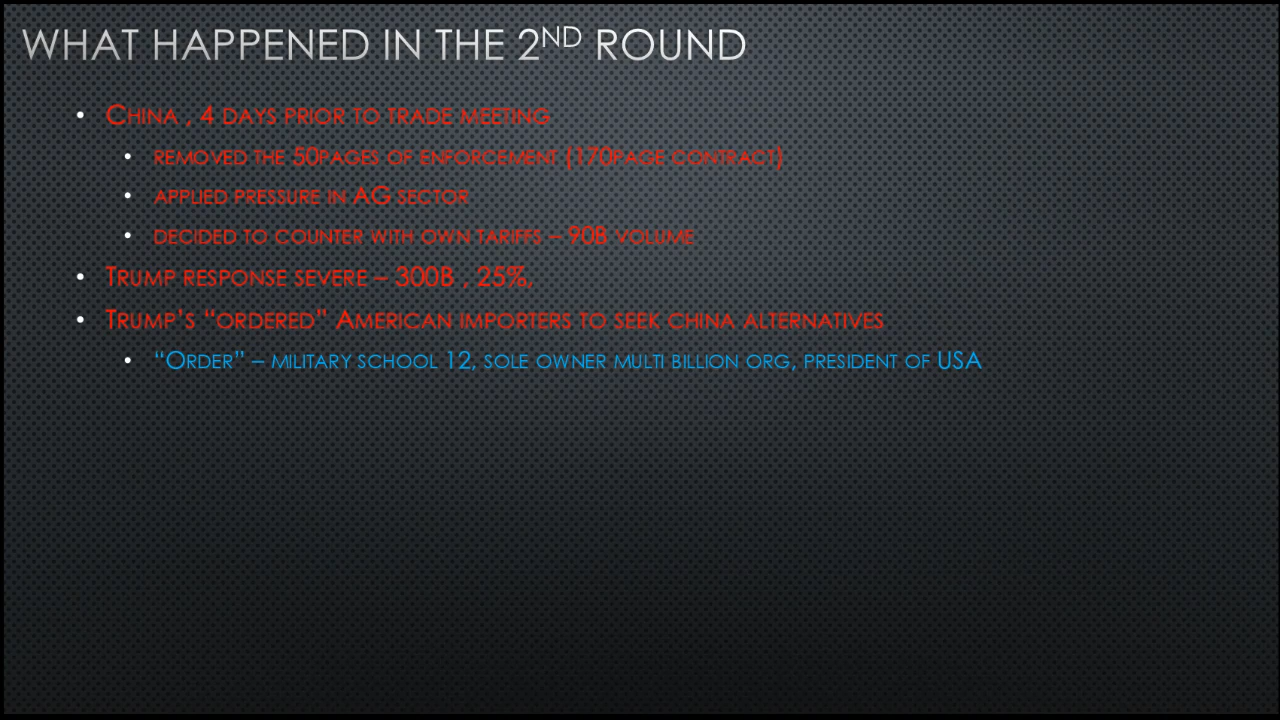 WHAT HAPPENED IN THE 2ND ROUND
• CHINA , 4 DAYS PRIOR TO TRADE MEETING
• REMOVED THE 50PAGES OF ENFORCEMENT (170PAGE CONTRACT)
• APPLIED PRESSURE IN AG SECTOR
• DECIDED TO COUNTER WITH OWN TARIFFS – 90B VOLUME
• TRUMP RESPONSE SEVERE – 300B , 25%,
• TRUMP’S “ORDERED” AMERICAN IMPORTERS TO SEEK CHINA ALTERNATIVES
• “ORDER” – MILITARY SCHOOL 12, SOLE OWNER MULTI BILLION ORG, PRESIDENT OF USA